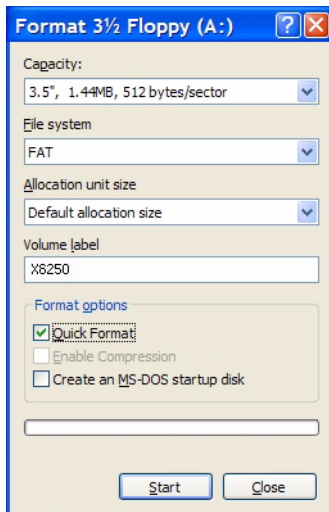 Format 3½ Floppy (A:)
Capacity:
3.5", 1.44MB, 512 bytes/sector
File system
FAT
Allocation unit size
Default allocation size
Volume label
X6250
Format options
Quick Format
Enable Compression
Create an MS-DOS startup disk
Start Close